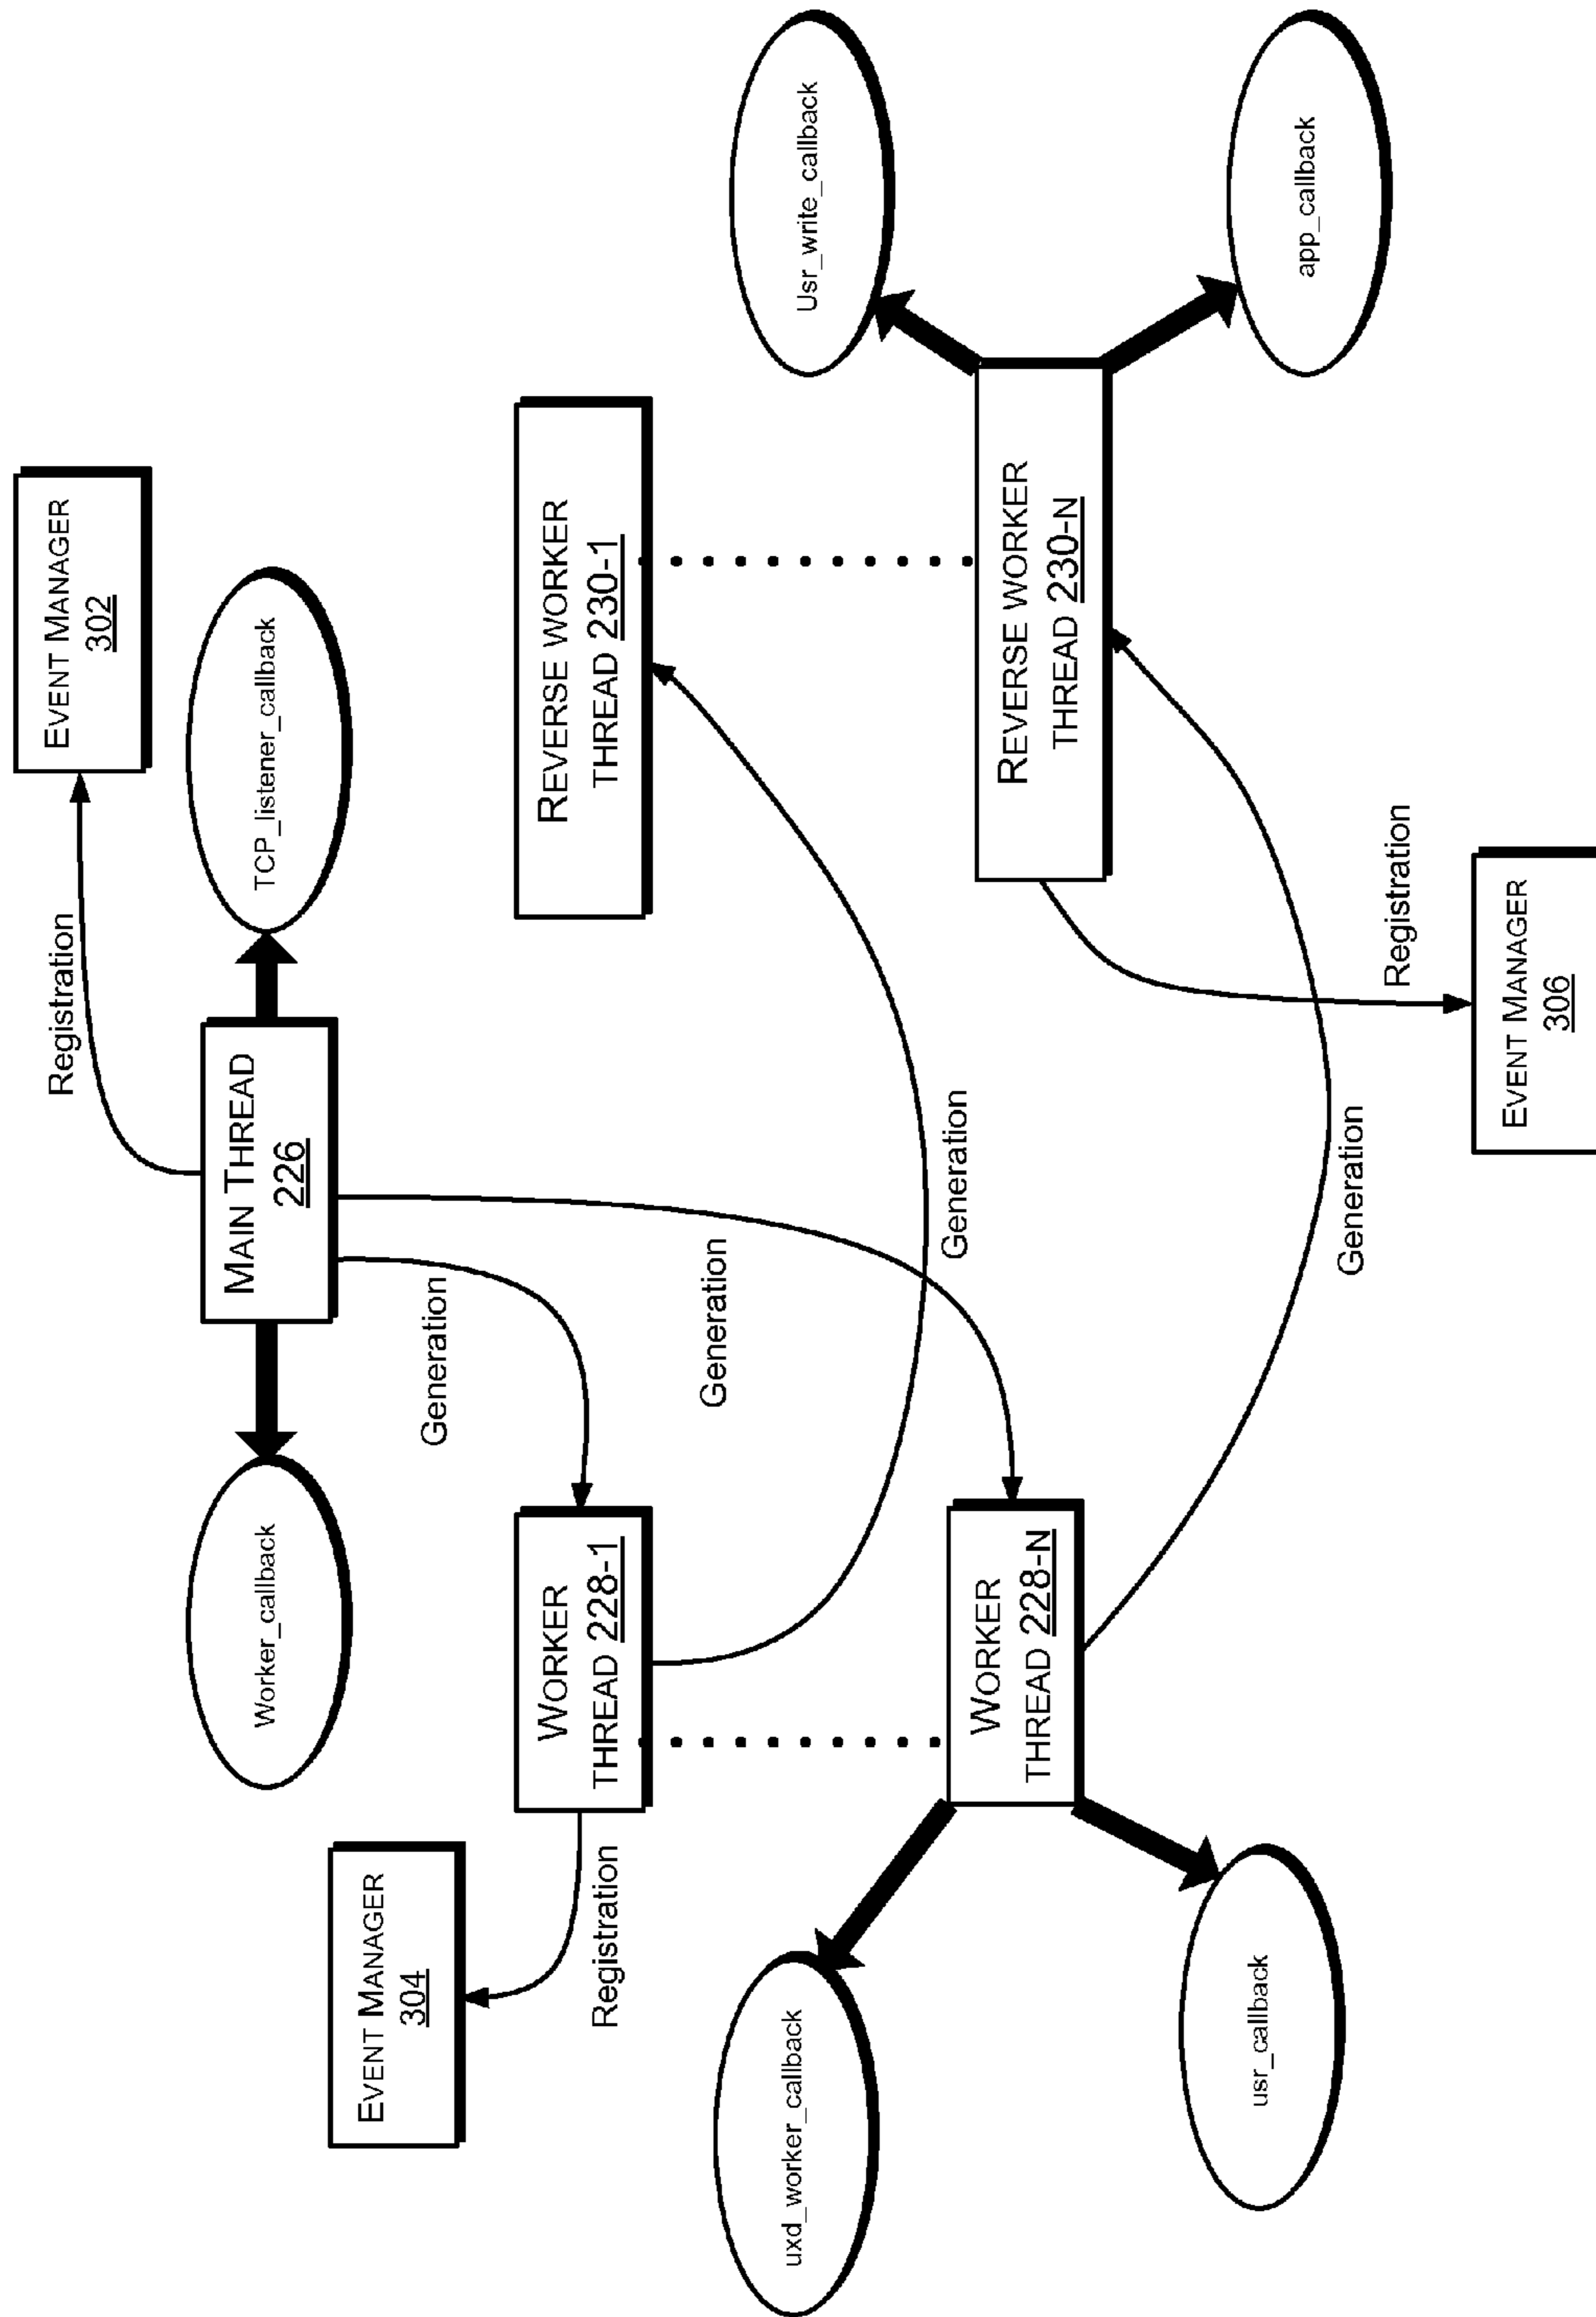 EVENT MANAGER
302
Registration
Worker_callback
MAIN THREAD
226
TCP_listener_callback
EVENT MANAGER
304
Generation
Registration
WORKER
THREAD 228-1
REVERSE WORKER
THREAD 230-1
Generation
uxd_worker_callback
Usr_write_callback
Generation
WORKER
THREAD 228-N
REVERSE WORKER
THREAD 230-N
usr_callback
app_callback
Generation
Registration
EVENT MANAGER
306